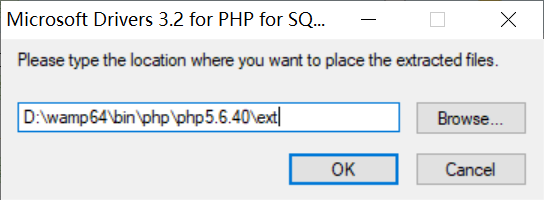 Microsoft Drivers 3.2 for PHP for SQ...
Please type the location where you want to place the extracted files.
D:\wamp64\bin\php\php5.6.40\ext
Browse...
OK
Cancel